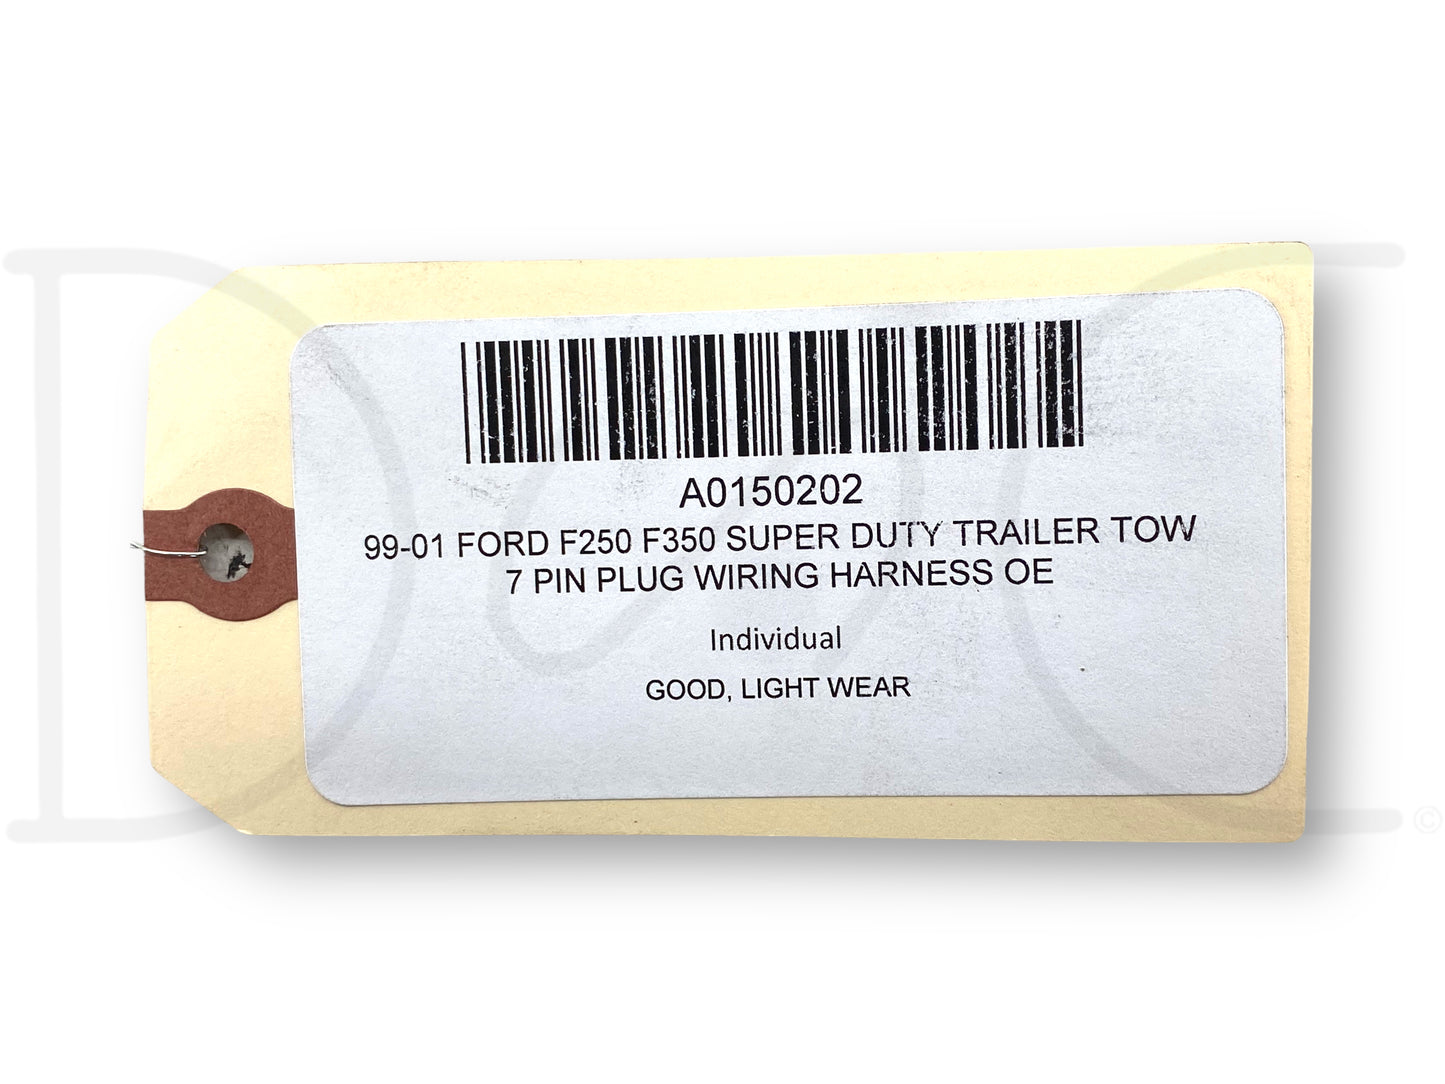 A0150202
99-01 FORD F250 F350 SUPER DUTY TRAILER TOW
7 PIN PLUG WIRING HARNESS OE
Individual
GOOD, LIGHT WEAR
©